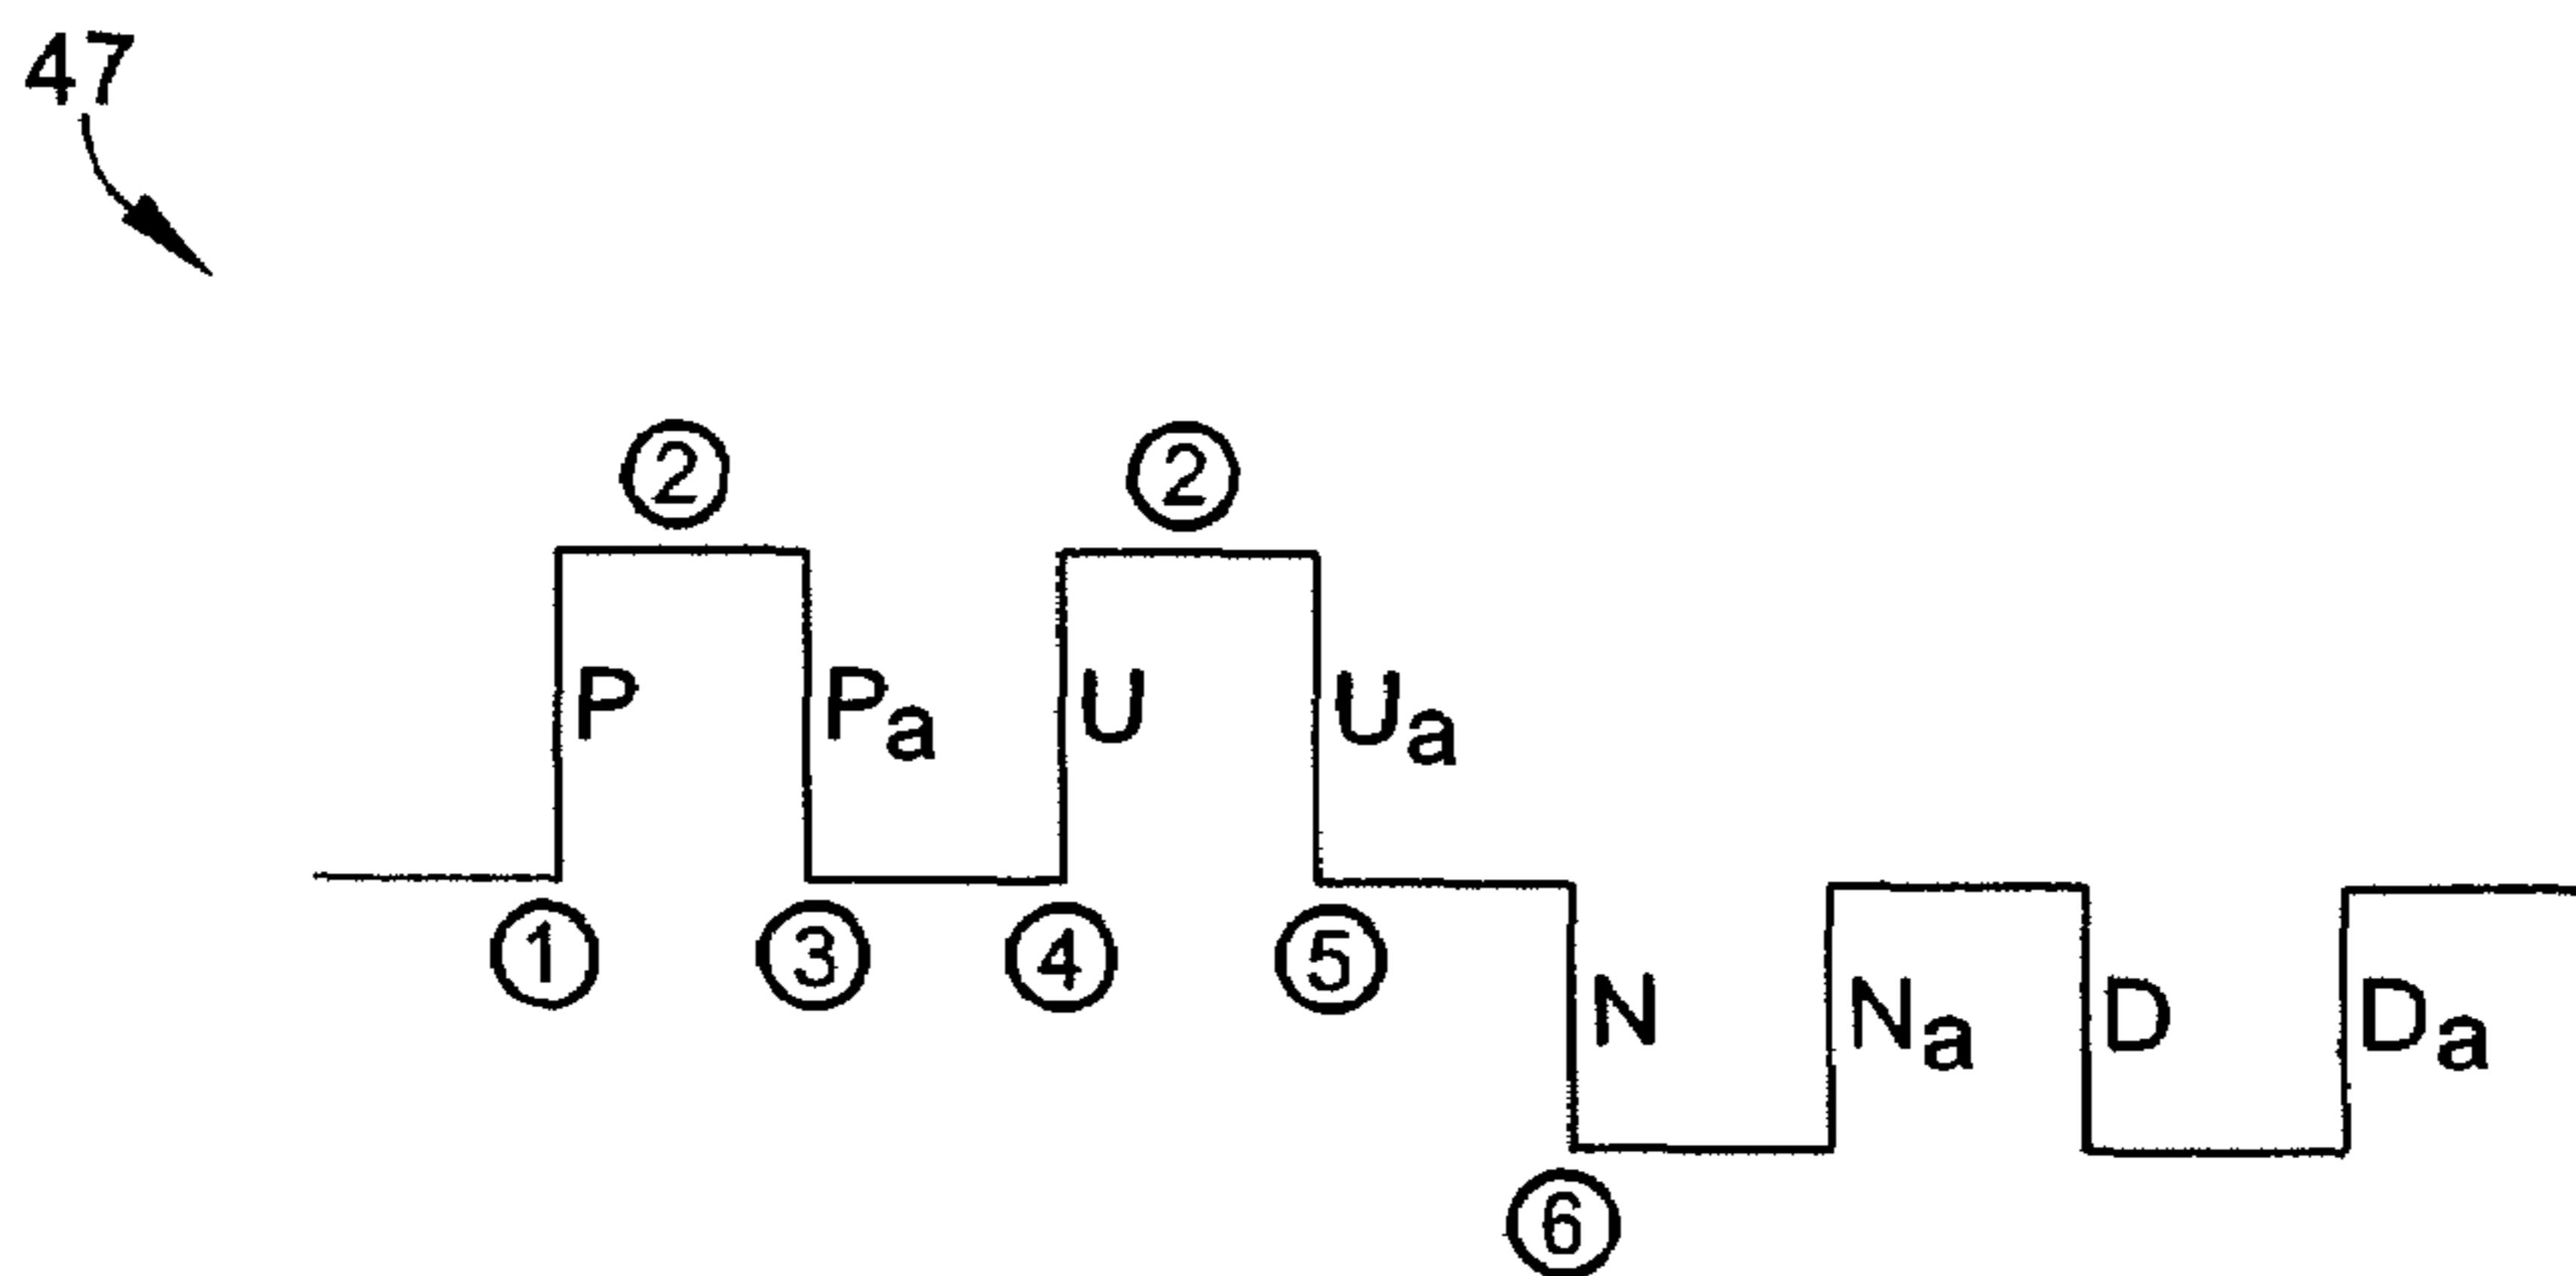 47
② ②
P Pa U Ua
① ③ ④ ⑤
N Na D Da
⑥